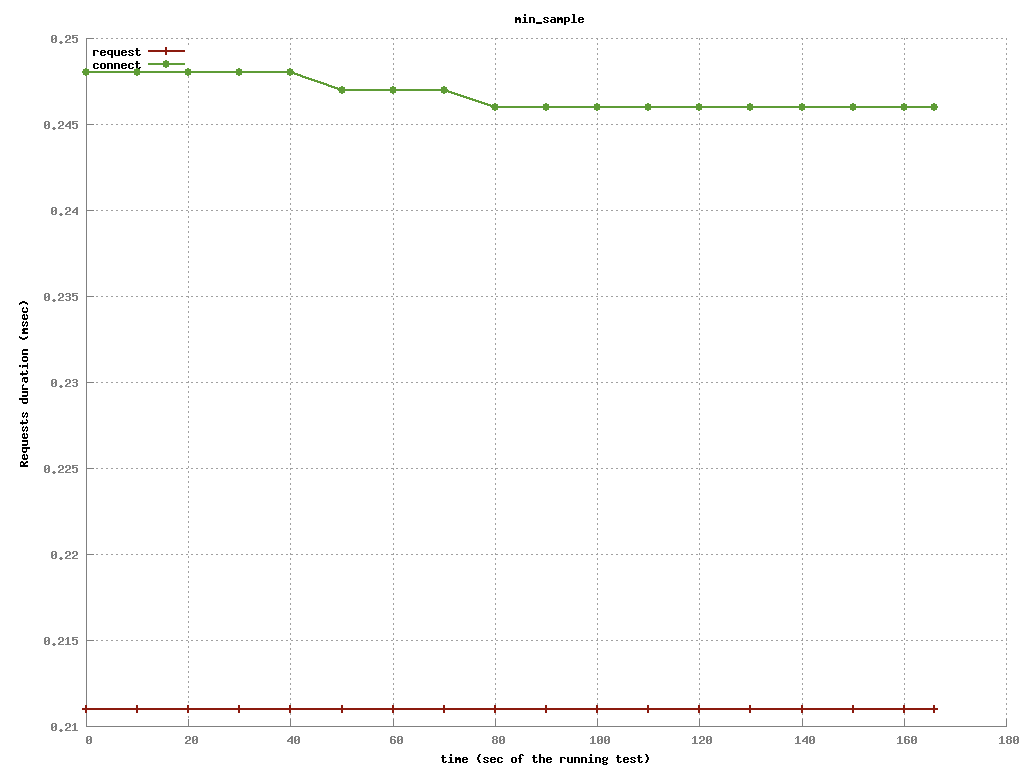 min_sample
request
connect
0.25
0.245
0.24
0.235
0.23
0.225
0.22
0.215
0.21
Requests duration (msec)
0 20 40 60 80 100 120 140 160 180
time (sec of the running test)